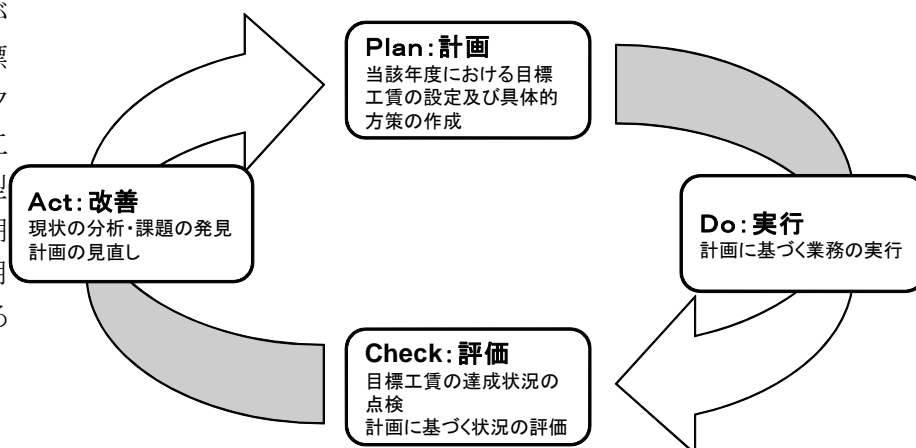 Plan:計画
当該年度における目標
工賃の設定及び具体的
方策の作成
Do:実行
計画に基づく業務の実行
Check:評価
目標工賃の達成状況の
点検
計画に基づく状況の評価
Act:改善
現状の分析・課題の発見
計画の見直し